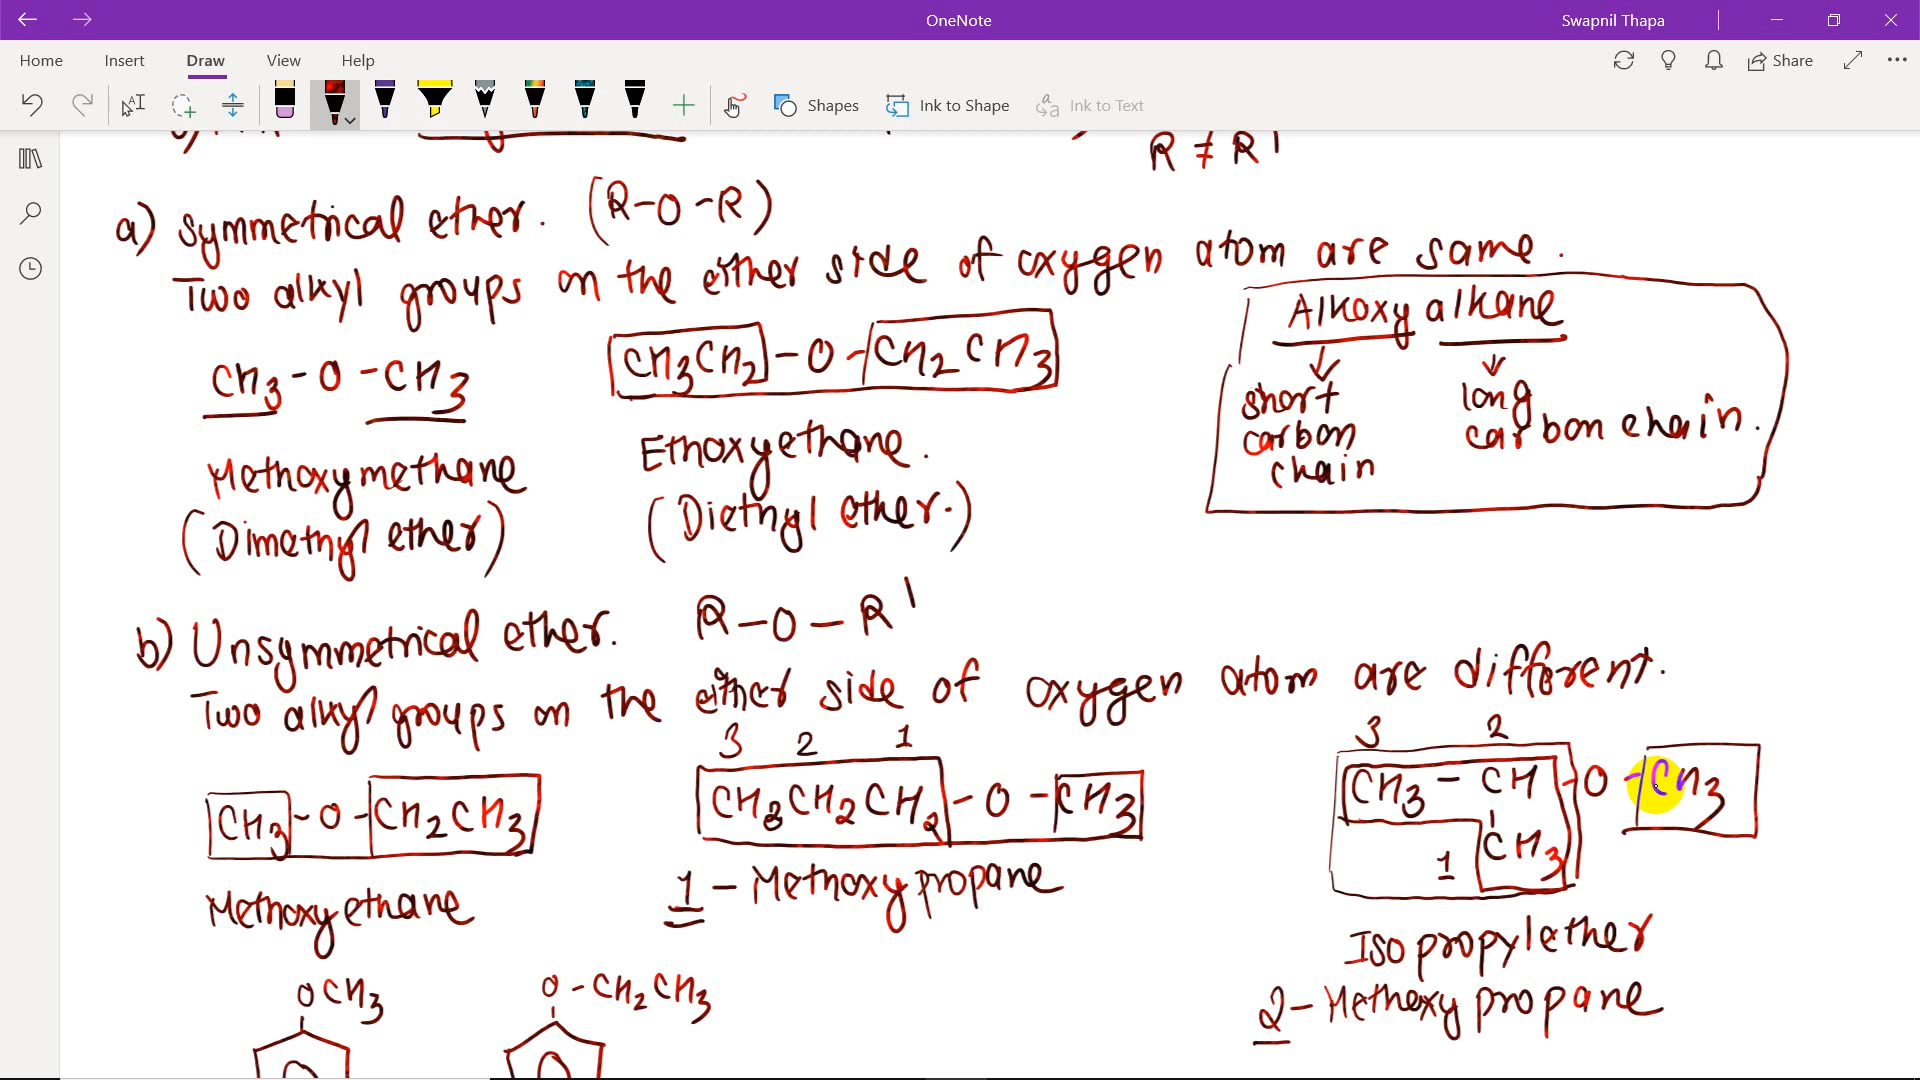 OneNote
Swapnil Thapa
Home Insert Draw View Help
Share
Shapes Ink to Shape Ink to Text
R ≠ R'
a) Symmetrical ether. (R-O-R)
Two alkyl groups on the either side of oxygen atom are same.
CH3-O-CH3
Methoxymethane
(Dimethyl ether)
CH3CH2-O-CH2CH3
Ethoxyethane.
(Diethyl ether.)
Alkoxy alkane
short carbon chain
long carbon chain.
b) Unsymmetrical ether. R-O-R'
Two alkyl groups on the either side of oxygen atom are different.
CH3-O-CH2CH3
Methoxyethane
3 2 1
CH3CH2CH2-O-CH3
1-Methoxypropane
3 2
CH3-CH-O-CH3
1 CH3
Isopropylether
2-Methoxypropane
OCH3
O-CH2CH3